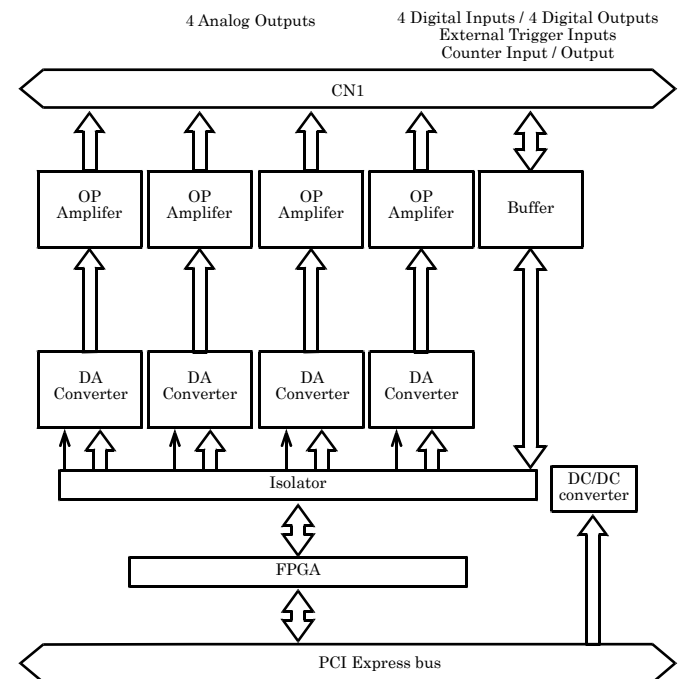 4 Analog Outputs
4 Digital Inputs / 4 Digital Outputs
External Trigger Inputs
Counter Input / Output
CN1
OP
Amplifer
OP
Amplifer
OP
Amplifer
OP
Amplifer
Buffer
DA
Converter
DA
Converter
DA
Converter
DA
Converter
Isolator
DC/DC
converter
FPGA
PCI Express bus